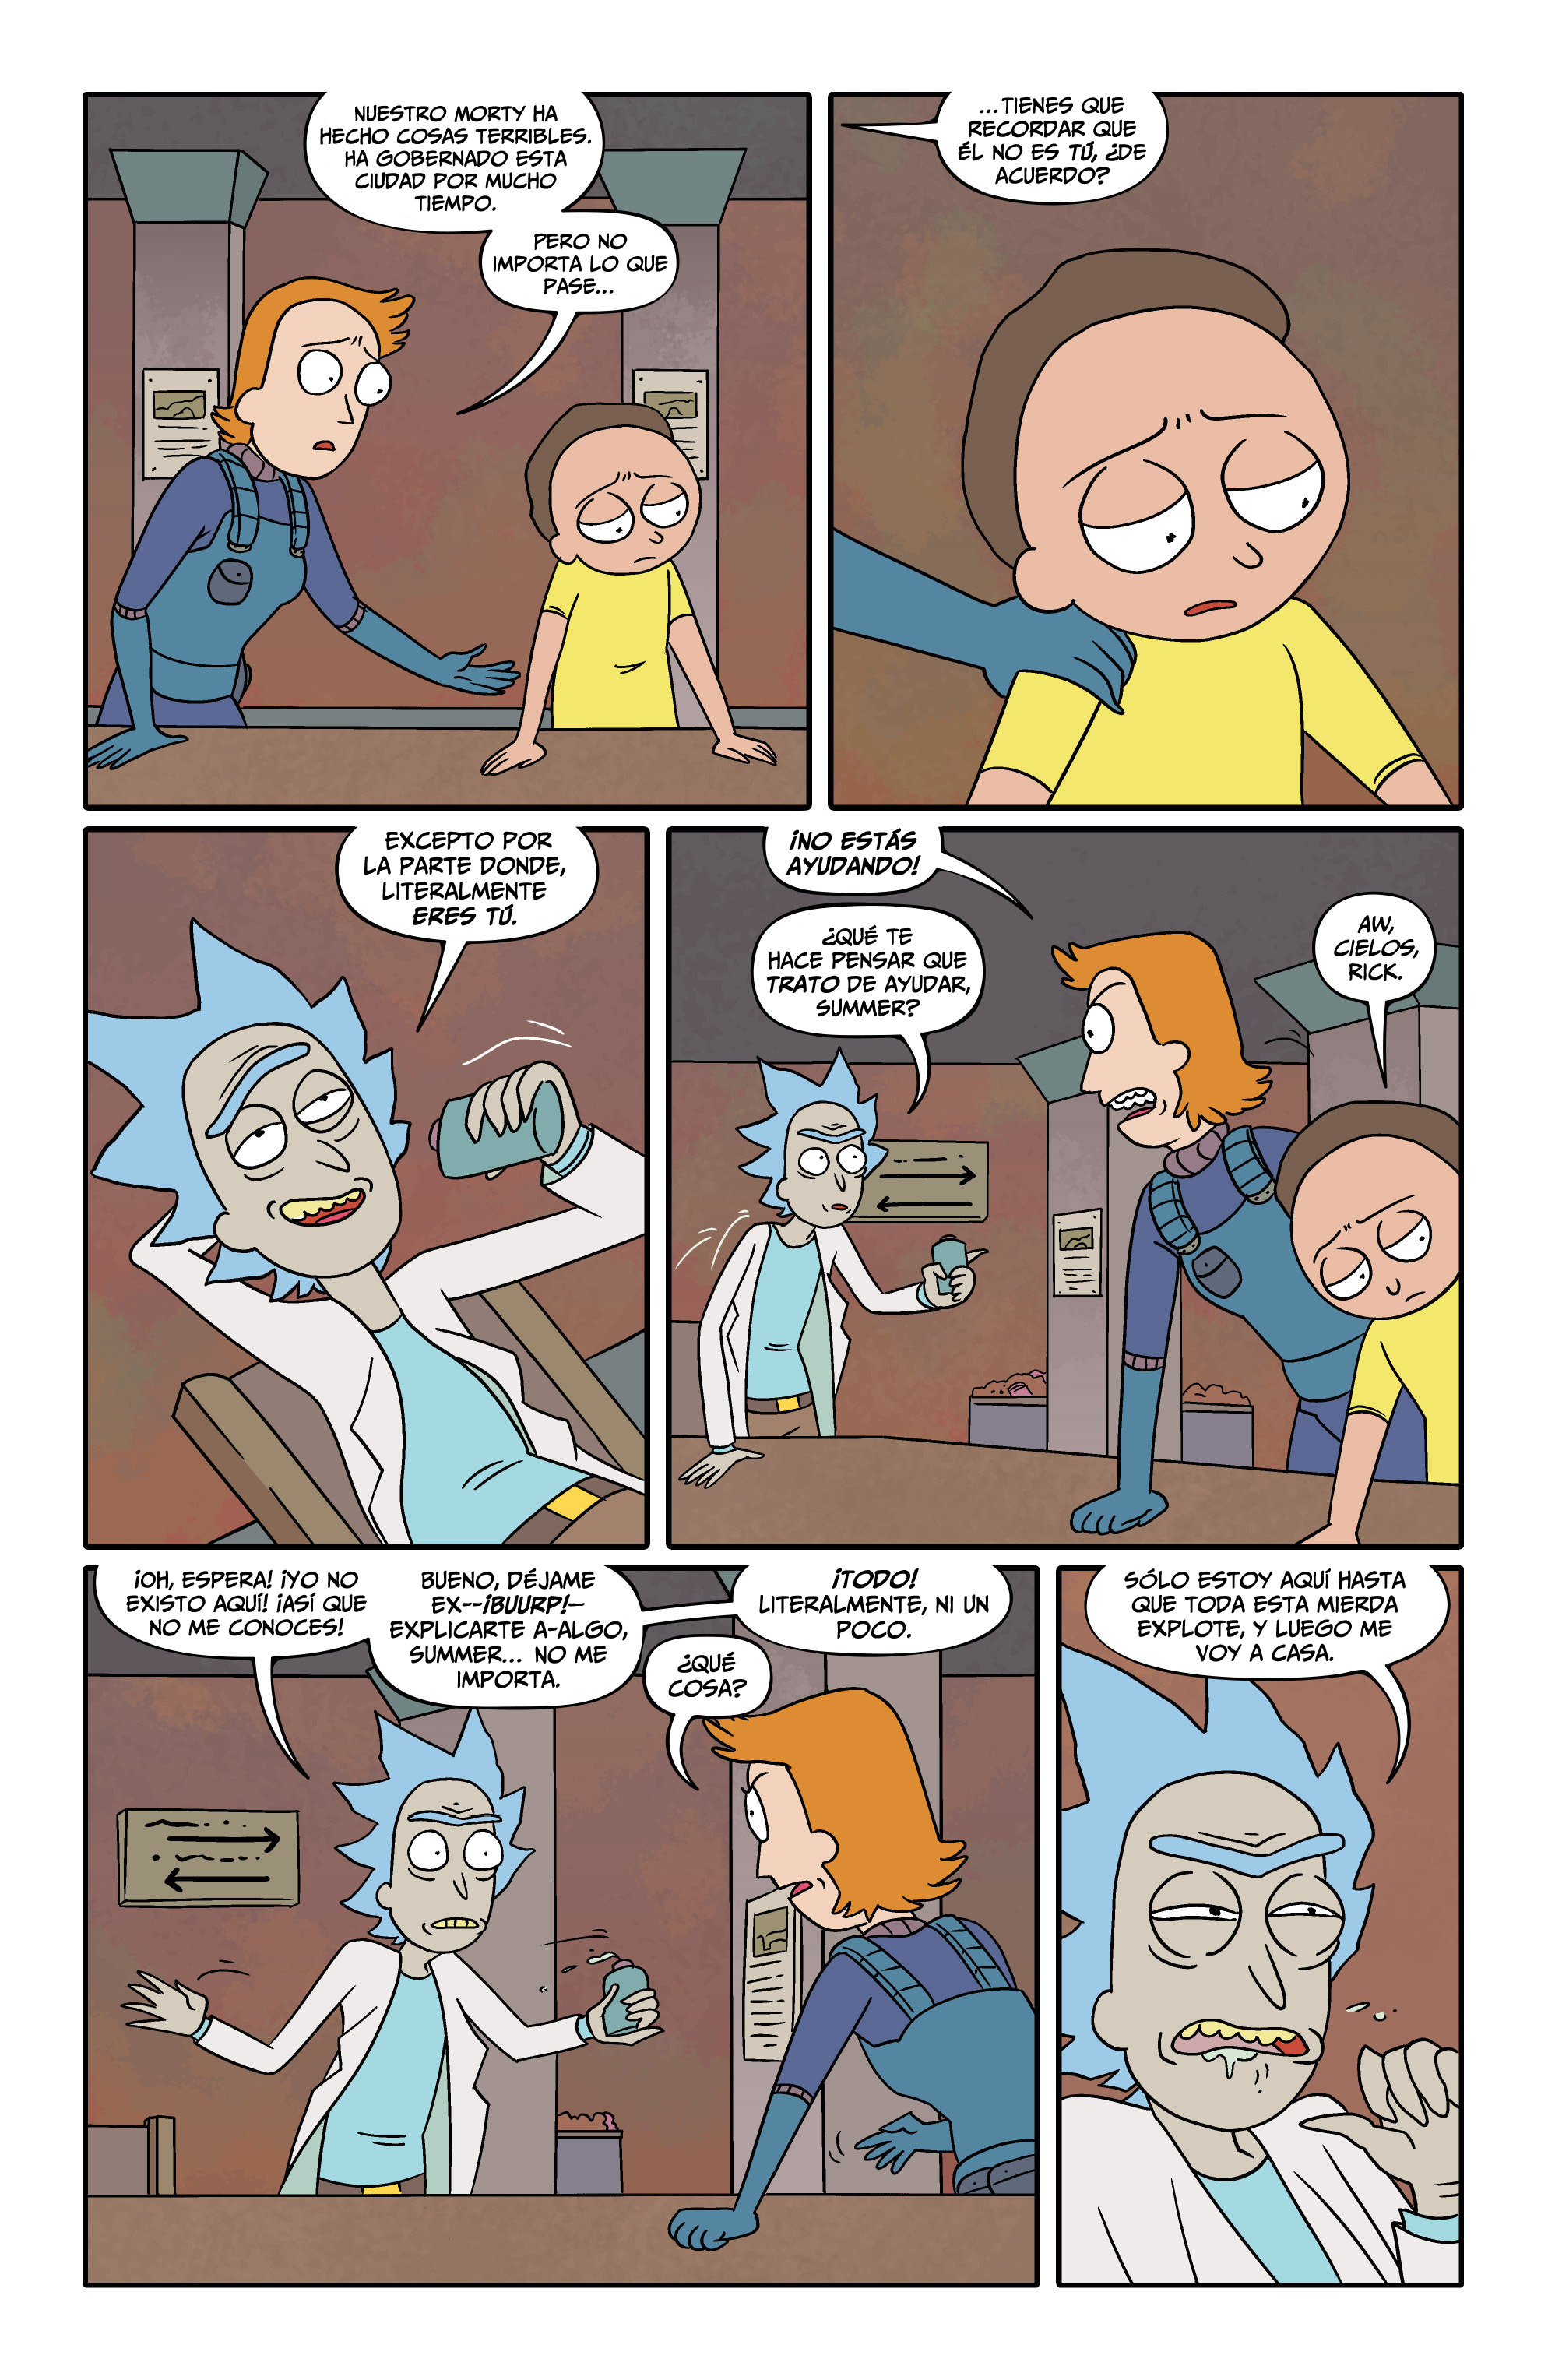 NUESTRO MORTY HA
HECHO COSAS TERRIBLES.
HA GOBERNADO ESTA
CIUDAD POR MUCHO
TIEMPO.
PERO NO
IMPORTA LO QUE
PASE...
...TIENES QUE
RECORDAR QUE
ÉL NO ES TÚ, ¿DE
ACUERDO?
EXCEPTO POR
LA PARTE DONDE,
LITERALMENTE
ERES TÚ.
¡NO ESTÁS
AYUDANDO!
¿QUÉ TE
HACE PENSAR QUE
TRATO DE AYUDAR,
SUMMER?
AW,
CIELOS,
RICK.
¡OH, ESPERA! ¡YO NO
EXISTO AQUÍ! ¡ASÍ QUE
NO ME CONOCES!
BUENO, DÉJAME
EX--¡BUURP!--
EXPLICARTE A-ALGO,
SUMMER... NO ME
IMPORTA.
¿QUÉ
COSA?
¡TODO!
LITERALMENTE, NI UN
POCO.
SÓLO ESTOY AQUÍ HASTA
QUE TODA ESTA MIERDA
EXPLOTE, Y LUEGO ME
VOY A CASA.